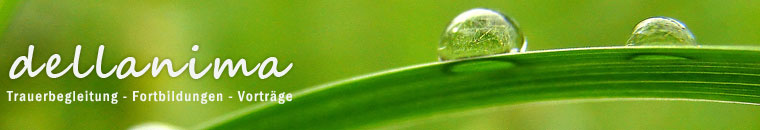 dellanima
Trauerbegleitung - Fortbildungen - Vorträge